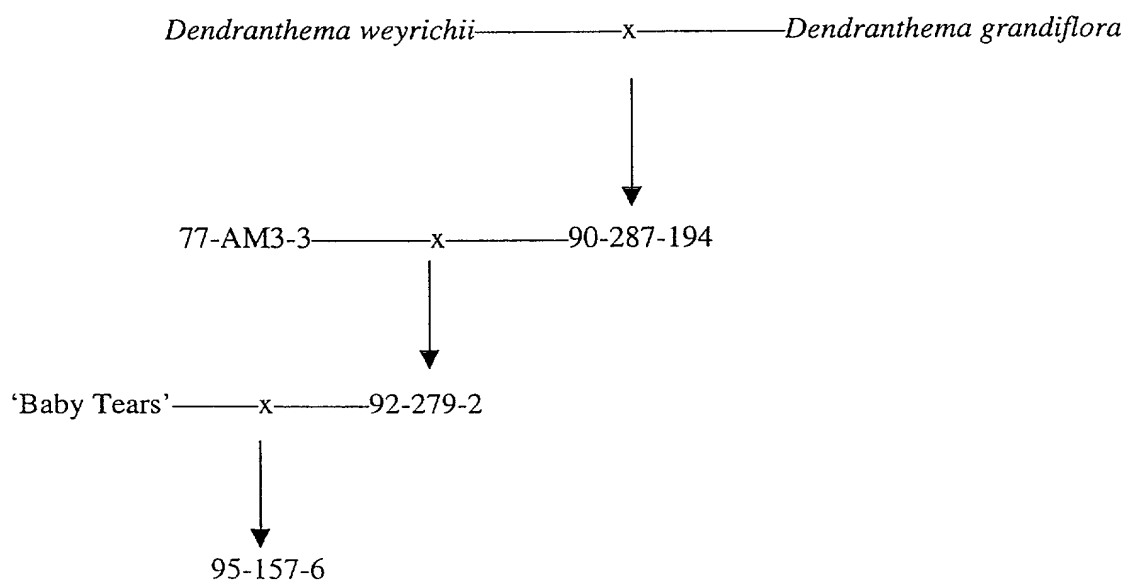 Dendranthema weyrichii x Dendranthema grandiflora
77-AM3-3 x 90-287-194
‘Baby Tears’ x 92-279-2
95-157-6